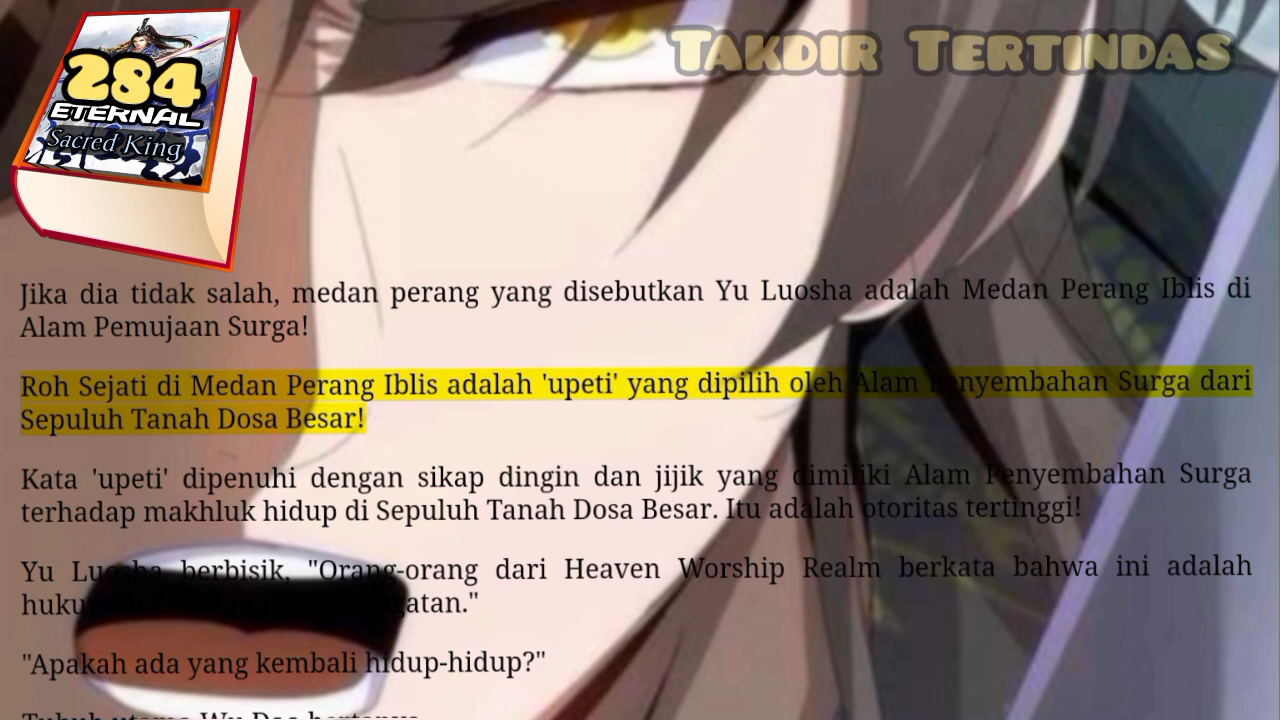 284
ETERNAL
Sacred King
TAKDIR TERTINDAS
Jika dia tidak salah, medan perang yang disebutkan Yu Luosha adalah Medan Perang Iblis di
Alam Pemujaan Surga!
Roh Sejati di Medan Perang Iblis adalah 'upeti' yang dipilih oleh Alam Penyembahan Surga dari
Sepuluh Tanah Dosa Besar!
Kata 'upeti' dipenuhi dengan sikap dingin dan jijik yang dimiliki Alam Penyembahan Surga
terhadap makhluk hidup di Sepuluh Tanah Dosa Besar. Itu adalah otoritas tertinggi!
Yu Luosha berbisik, "Orang-orang dari Heaven Worship Realm berkata bahwa ini adalah
"Apakah ada yang kembali hidup-hidup?"